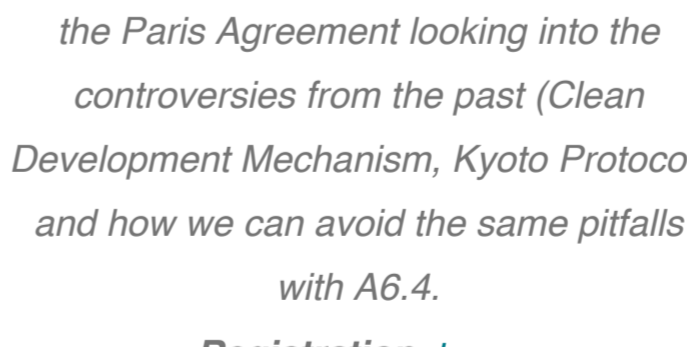 the Paris Agreement looking into the
controversies from the past (Clean
Development Mechanism, Kyoto Protoco
and how we can avoid the same pitfalls
with A6.4.
Registration